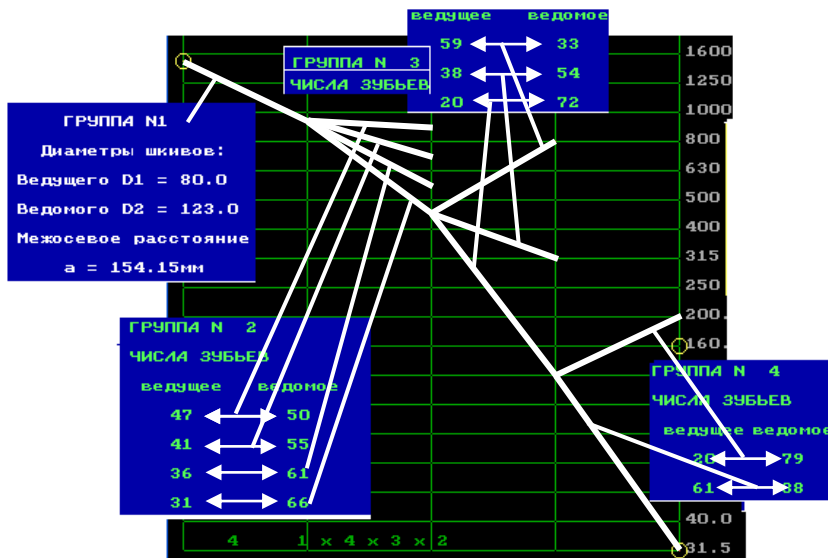 ведущее ведомое
59 33
38 54
20 72
ГРУППА N 3
ЧИСЛА ЗУБЬЕВ
ГРУППА N1
Диаметры шкивов:
Ведущего D1 = 80.0
Ведомого D2 = 123.0
Межосевое расстояние
a = 154.15мм
1600
1250
1000
800
630
500
400
315
250
200.
160.
ГРУППА N 2
ЧИСЛА ЗУБЬЕВ
ведущее ведомое
47 50
41 55
36 61
31 66
ГРУППА N 4
ЧИСЛА ЗУБЬЕВ
ведущее ведомое
20 79
61 38
40.0
31.5
4 1 x 4 x 3 x 2